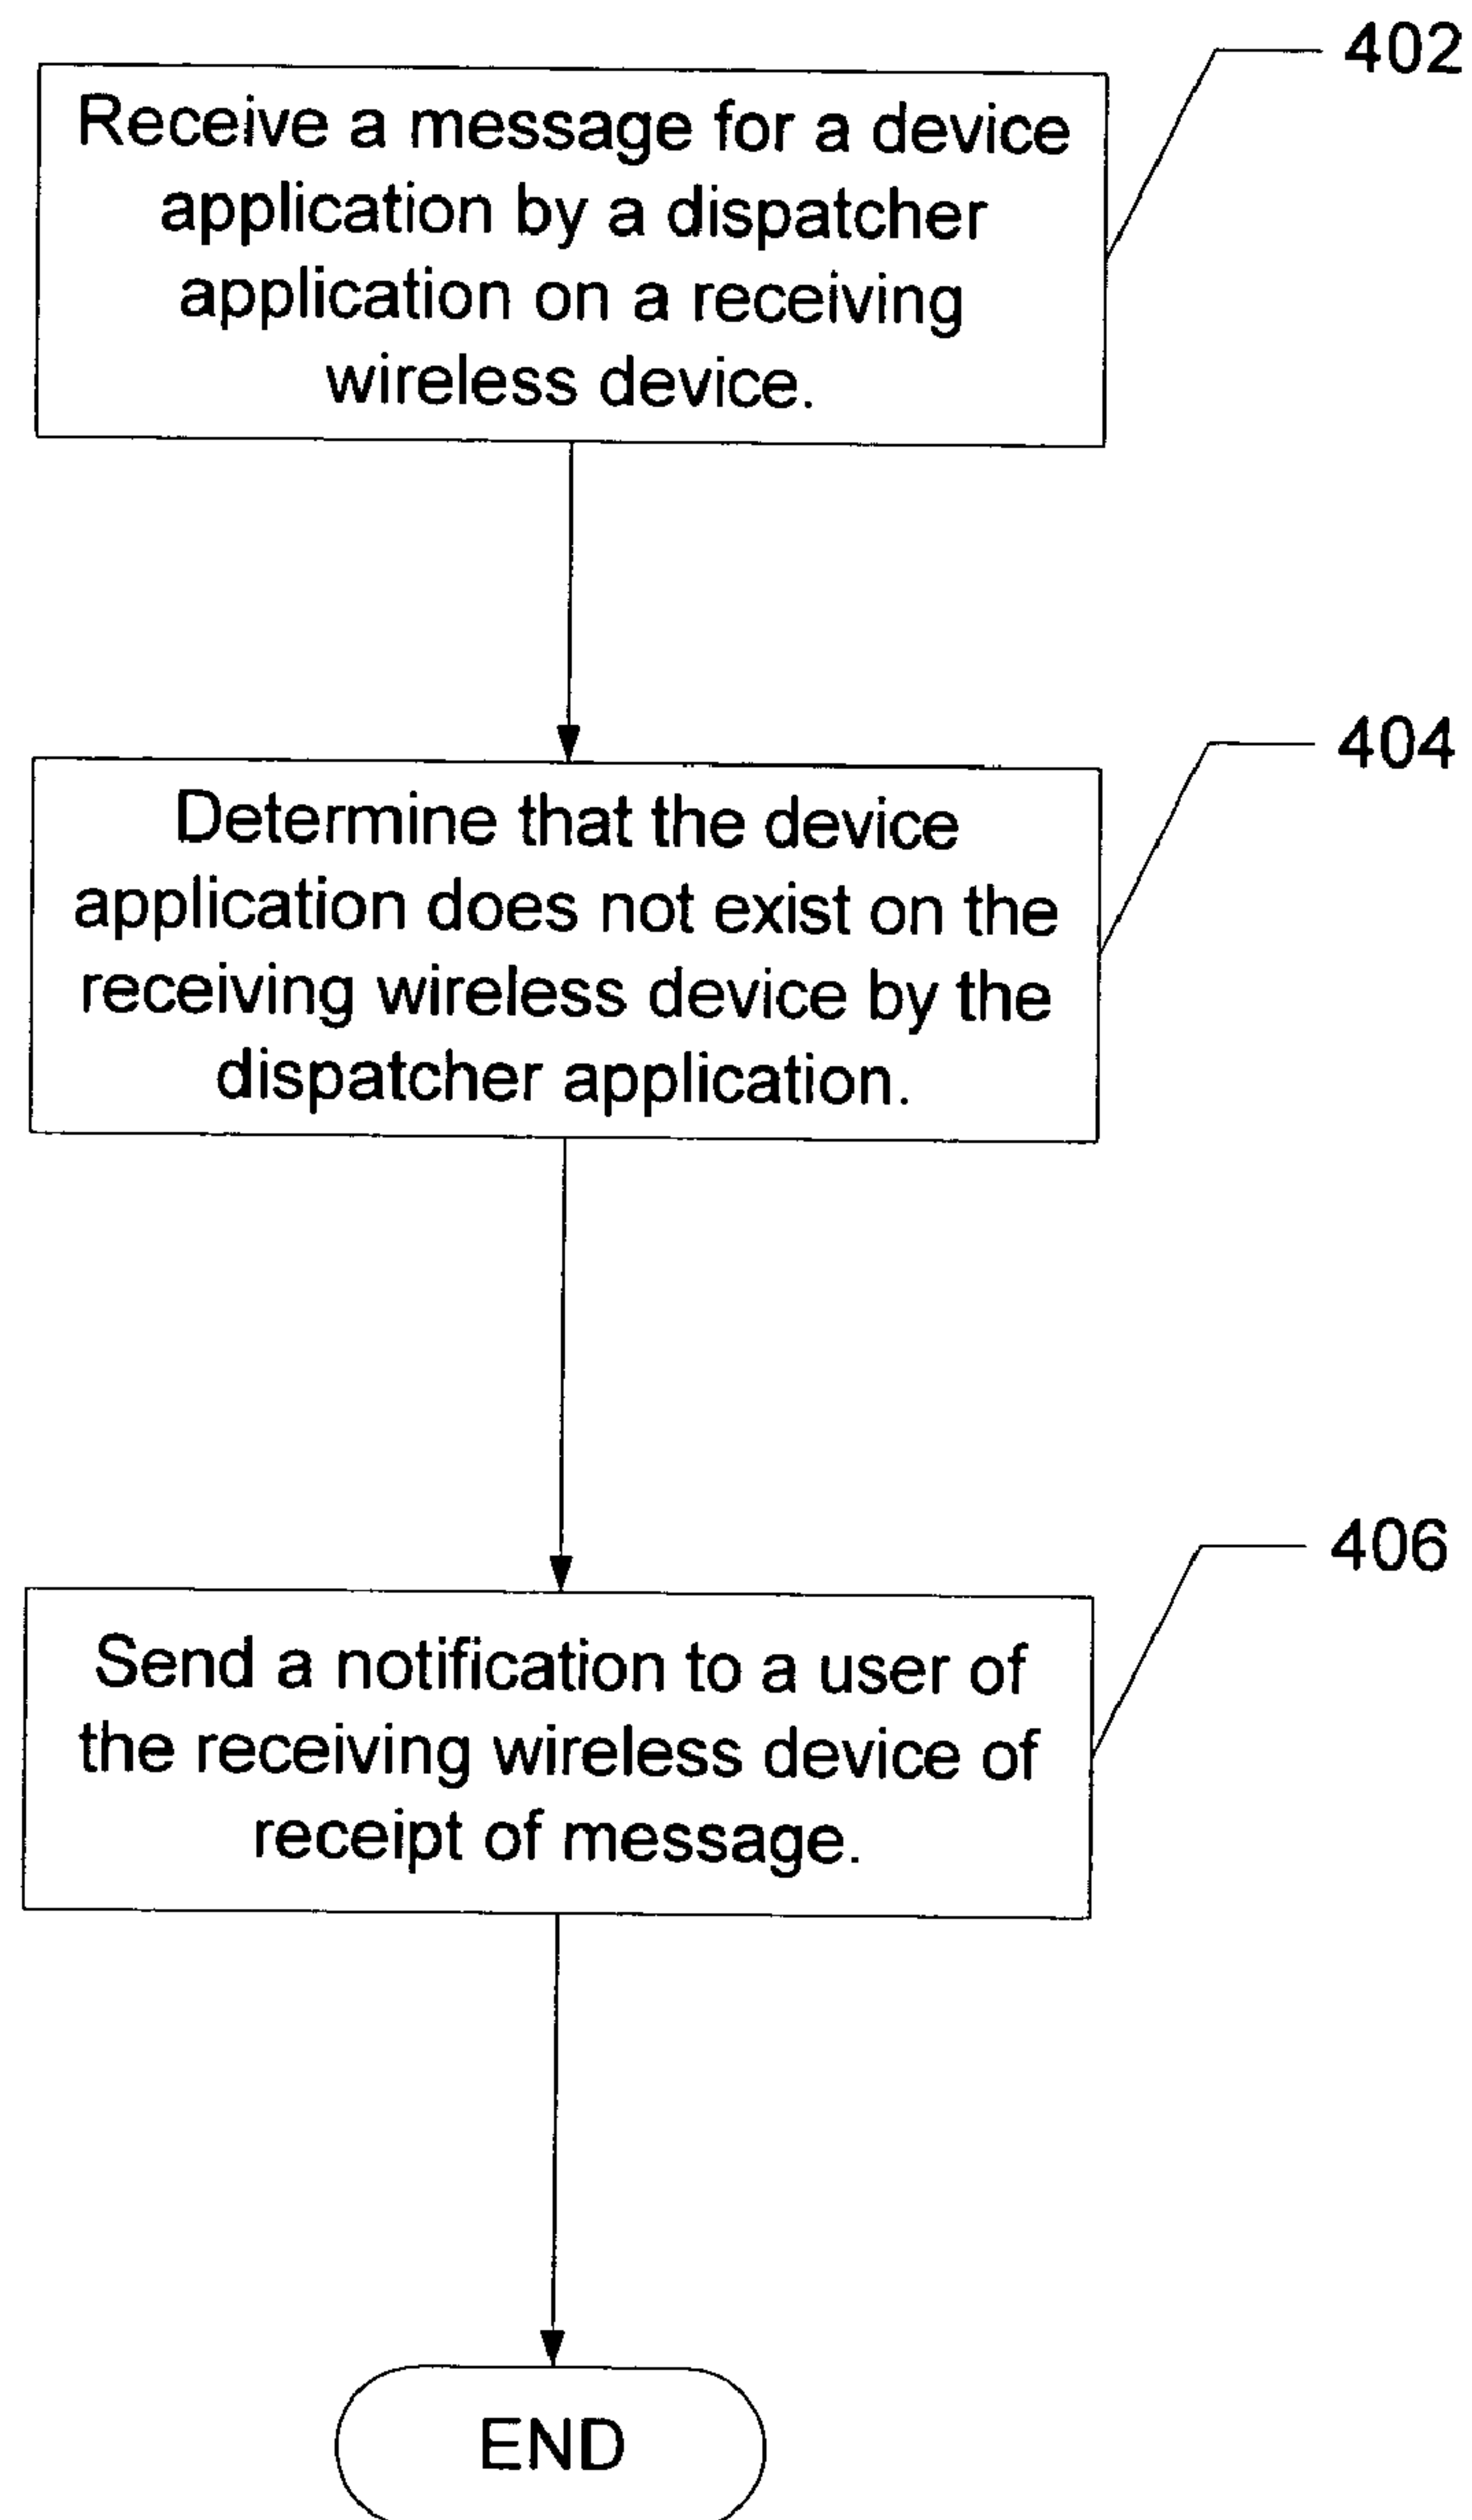 402
Receive a message for a device
application by a dispatcher
application on a receiving
wireless device.
404
Determine that the device
application does not exist on the
receiving wireless device by the
dispatcher application.
406
Send a notification to a user of
the receiving wireless device of
receipt of message.
END